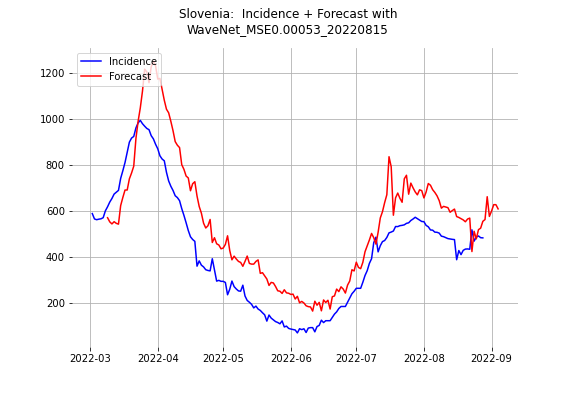 Slovenia:  Incidence + Forecast with
WaveNet_MSE0.00053_20220815
Incidence
Forecast
1200
1000
800
600
400
200
2022-03 2022-04 2022-05 2022-06 2022-07 2022-08 2022-09